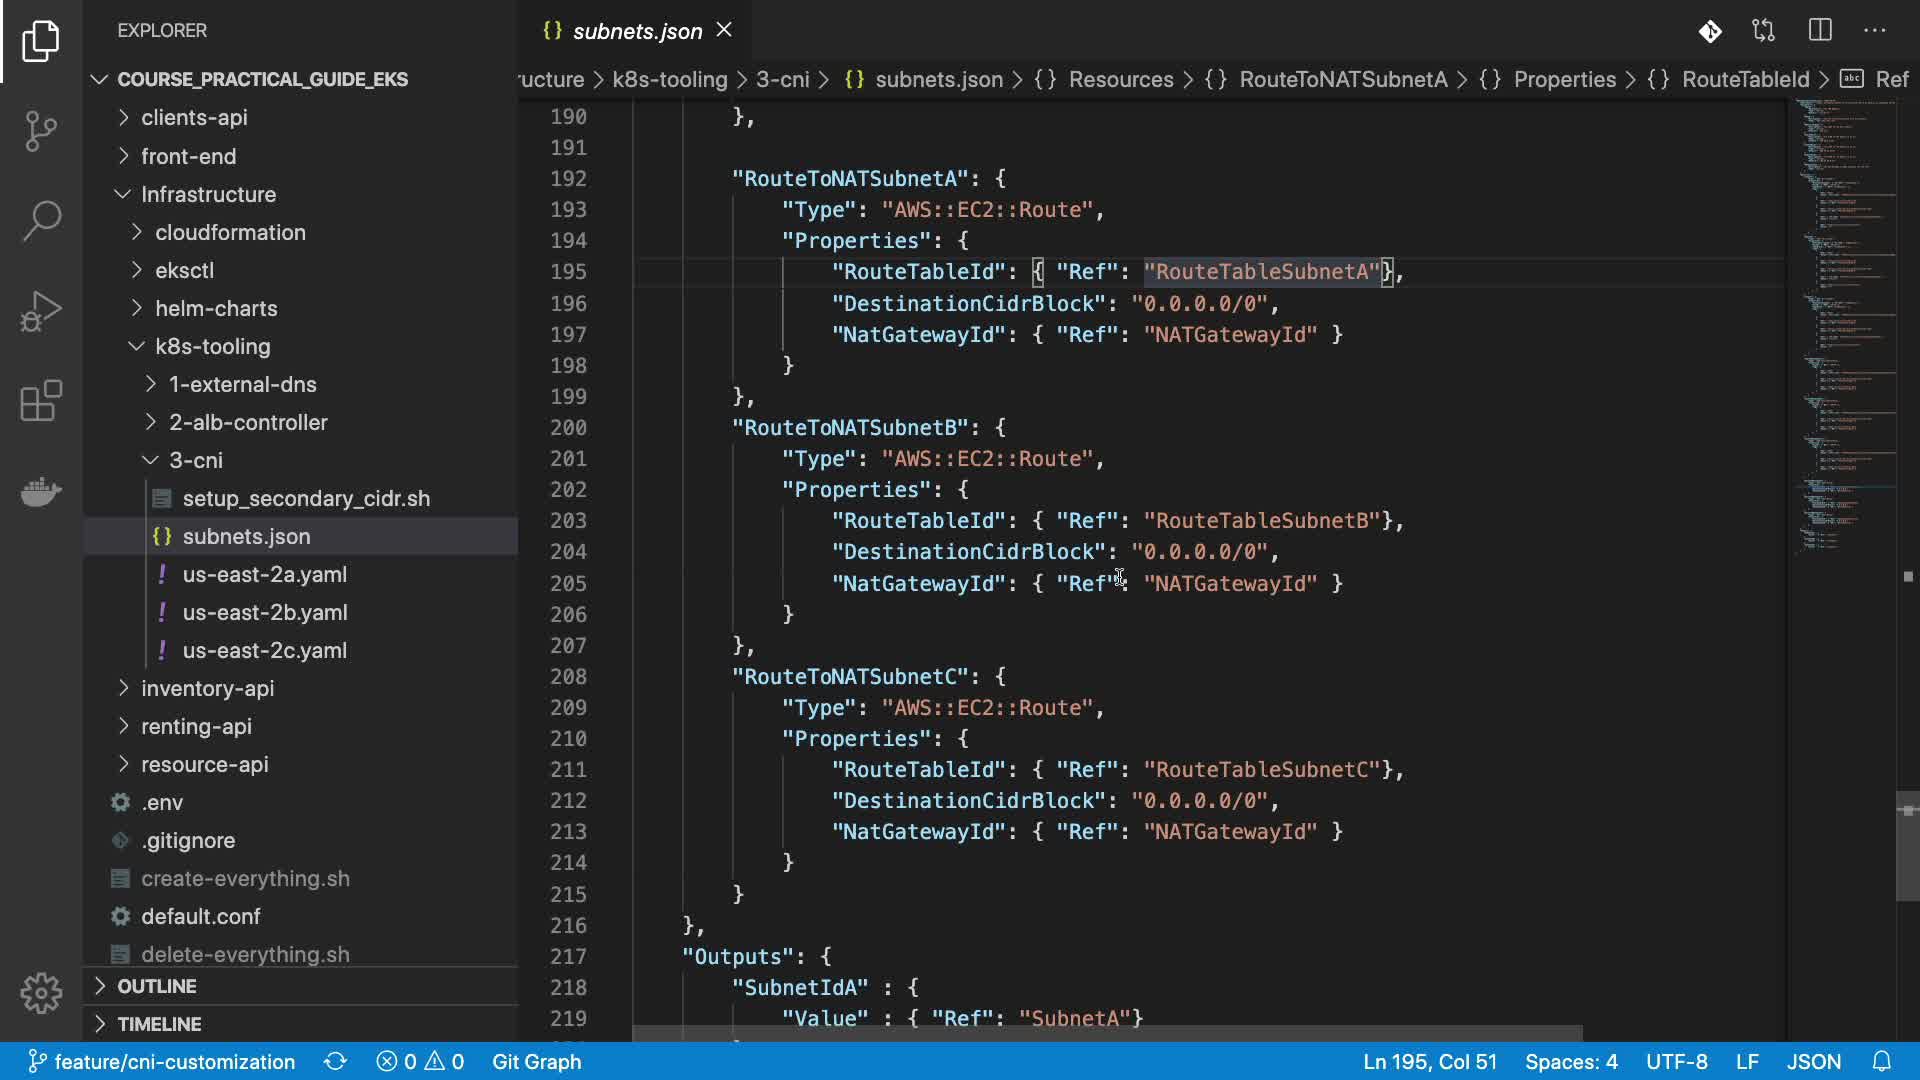 EXPLORER
COURSE_PRACTICAL_GUIDE_EKS
clients-api
front-end
Infrastructure
cloudformation
eksctl
helm-charts
k8s-tooling
1-external-dns
2-alb-controller
3-cni
setup_secondary_cidr.sh
{} subnets.json
! us-east-2a.yaml
! us-east-2b.yaml
! us-east-2c.yaml
inventory-api
renting-api
resource-api
.env
.gitignore
create-everything.sh
default.conf
delete-everything.sh
OUTLINE
TIMELINE
{} subnets.json
ructure > k8s-tooling > 3-cni > {} subnets.json > {} Resources > {} RouteToNATSubnetA > {} Properties > {} RouteTableId > abc Ref
190 },
191
192 "RouteToNATSubnetA": {
193 "Type": "AWS::EC2::Route",
194 "Properties": {
195 "RouteTableId": { "Ref": "RouteTableSubnetA"},
196 "DestinationCidrBlock": "0.0.0.0/0",
197 "NatGatewayId": { "Ref": "NATGatewayId" }
198 }
199 },
200 "RouteToNATSubnetB": {
201 "Type": "AWS::EC2::Route",
202 "Properties": {
203 "RouteTableId": { "Ref": "RouteTableSubnetB"},
204 "DestinationCidrBlock": "0.0.0.0/0",
205 "NatGatewayId": { "Ref": "NATGatewayId" }
206 }
207 },
208 "RouteToNATSubnetC": {
209 "Type": "AWS::EC2::Route",
210 "Properties": {
211 "RouteTableId": { "Ref": "RouteTableSubnetC"},
212 "DestinationCidrBlock": "0.0.0.0/0",
213 "NatGatewayId": { "Ref": "NATGatewayId" }
214 }
215 }
216 },
217 "Outputs": {
218 "SubnetIdA" : {
219 "Value" : { "Ref": "SubnetA"}
feature/cni-customization 0 0 Git Graph Ln 195, Col 51 Spaces: 4 UTF-8 LF JSON